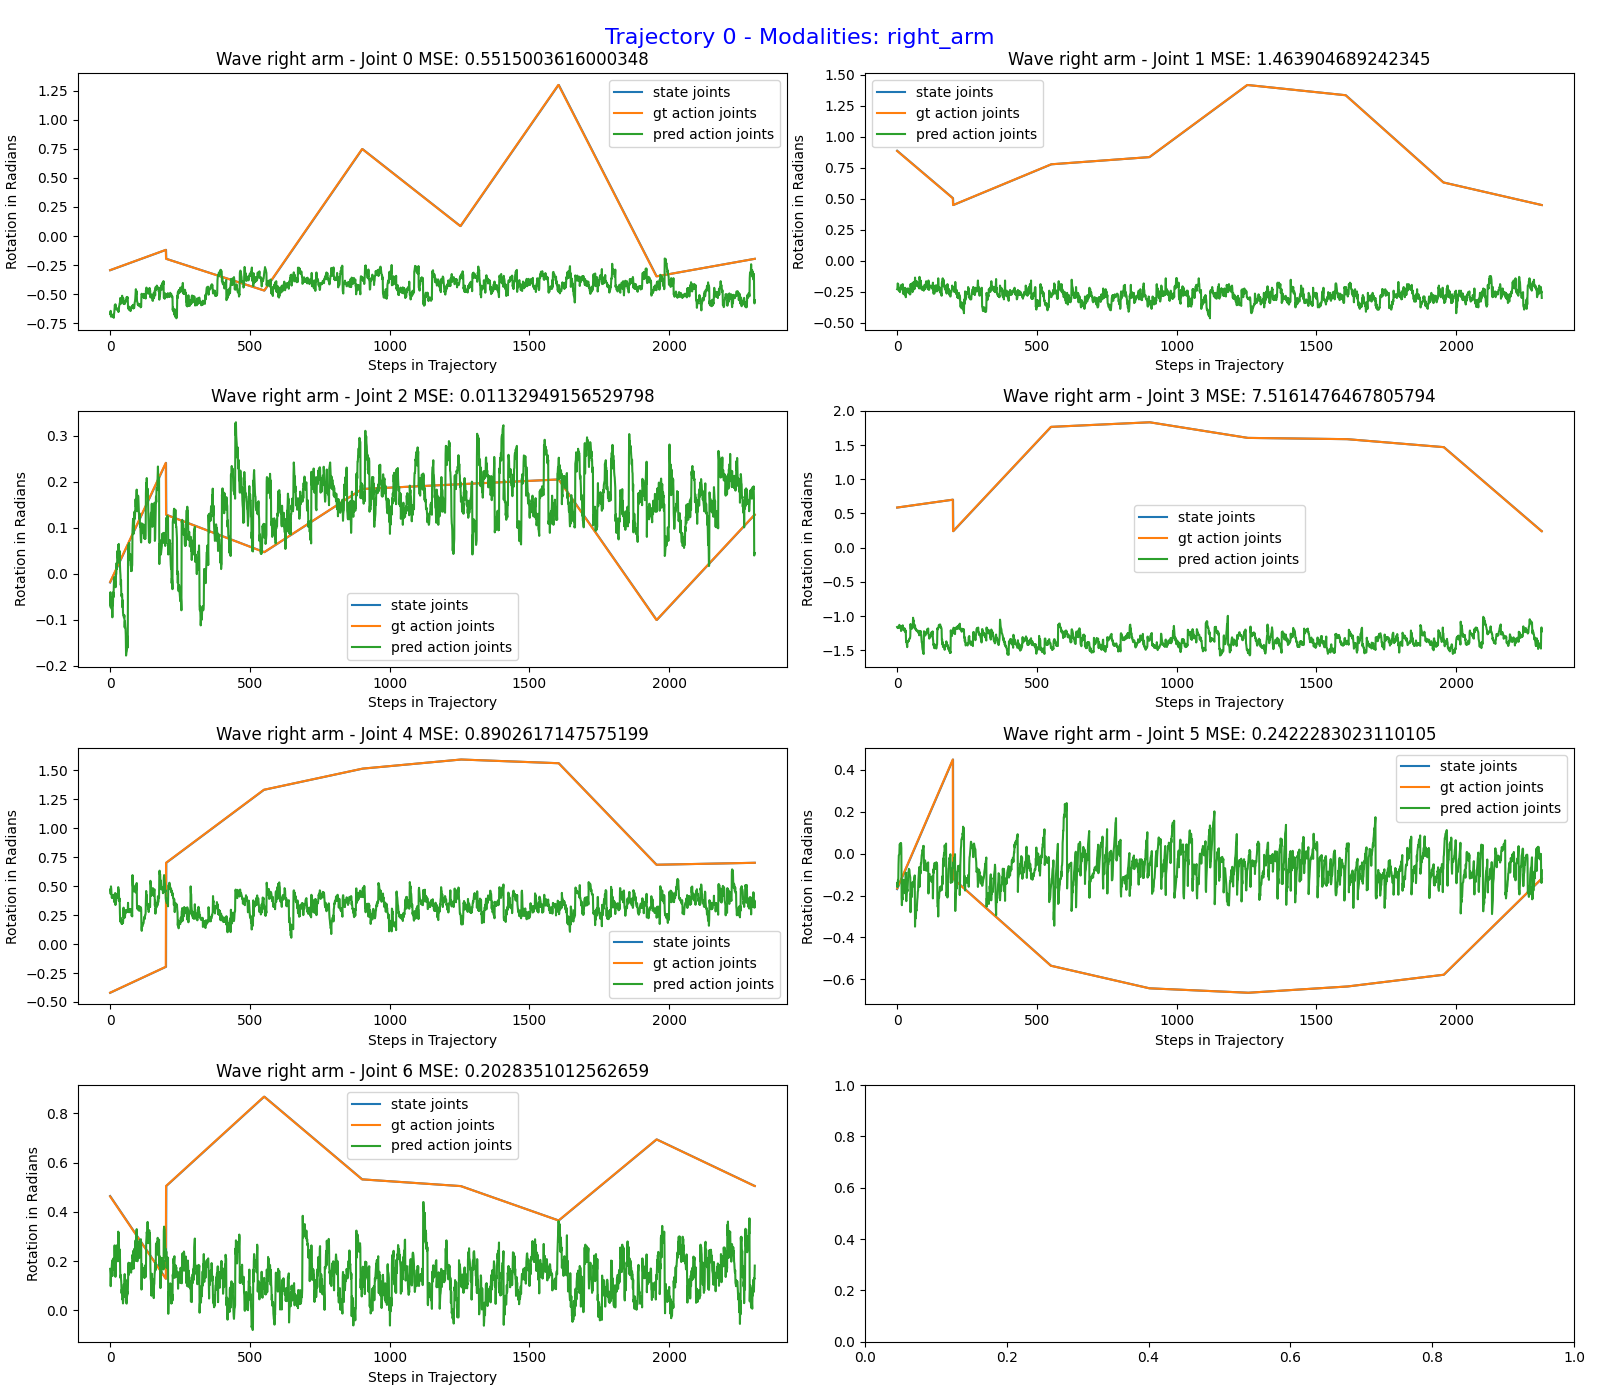 Trajectory 0 - Modalities: right_arm
Wave right arm - Joint 0 MSE: 0.5515003616000348
Rotation in Radians
1.25
1.00
0.75
0.50
0.25
0.00
−0.25
−0.50
−0.75
state joints
gt action joints
pred action joints
0 500 1000 1500 2000
Steps in Trajectory
Wave right arm - Joint 1 MSE: 1.463904689242345
Rotation in Radians
1.50
1.25
1.00
0.75
0.50
0.25
0.00
−0.25
−0.50
state joints
gt action joints
pred action joints
0 500 1000 1500 2000
Steps in Trajectory
Wave right arm - Joint 2 MSE: 0.01132949156529798
Rotation in Radians
0.3
0.2
0.1
0.0
−0.1
−0.2
state joints
gt action joints
pred action joints
0 500 1000 1500 2000
Steps in Trajectory
Wave right arm - Joint 3 MSE: 7.5161476467805794
Rotation in Radians
2.0
1.5
1.0
0.5
0.0
−0.5
−1.0
−1.5
state joints
gt action joints
pred action joints
0 500 1000 1500 2000
Steps in Trajectory
Wave right arm - Joint 4 MSE: 0.8902617147575199
Rotation in Radians
1.50
1.25
1.00
0.75
0.50
0.25
0.00
−0.25
−0.50
state joints
gt action joints
pred action joints
0 500 1000 1500 2000
Steps in Trajectory
Wave right arm - Joint 5 MSE: 0.2422283023110105
Rotation in Radians
0.4
0.2
0.0
−0.2
−0.4
−0.6
state joints
gt action joints
pred action joints
0 500 1000 1500 2000
Steps in Trajectory
Wave right arm - Joint 6 MSE: 0.2028351012562659
Rotation in Radians
0.8
0.6
0.4
0.2
0.0
state joints
gt action joints
pred action joints
0 500 1000 1500 2000
Steps in Trajectory
1.0
0.8
0.6
0.4
0.2
0.0
0.0 0.2 0.4 0.6 0.8 1.0